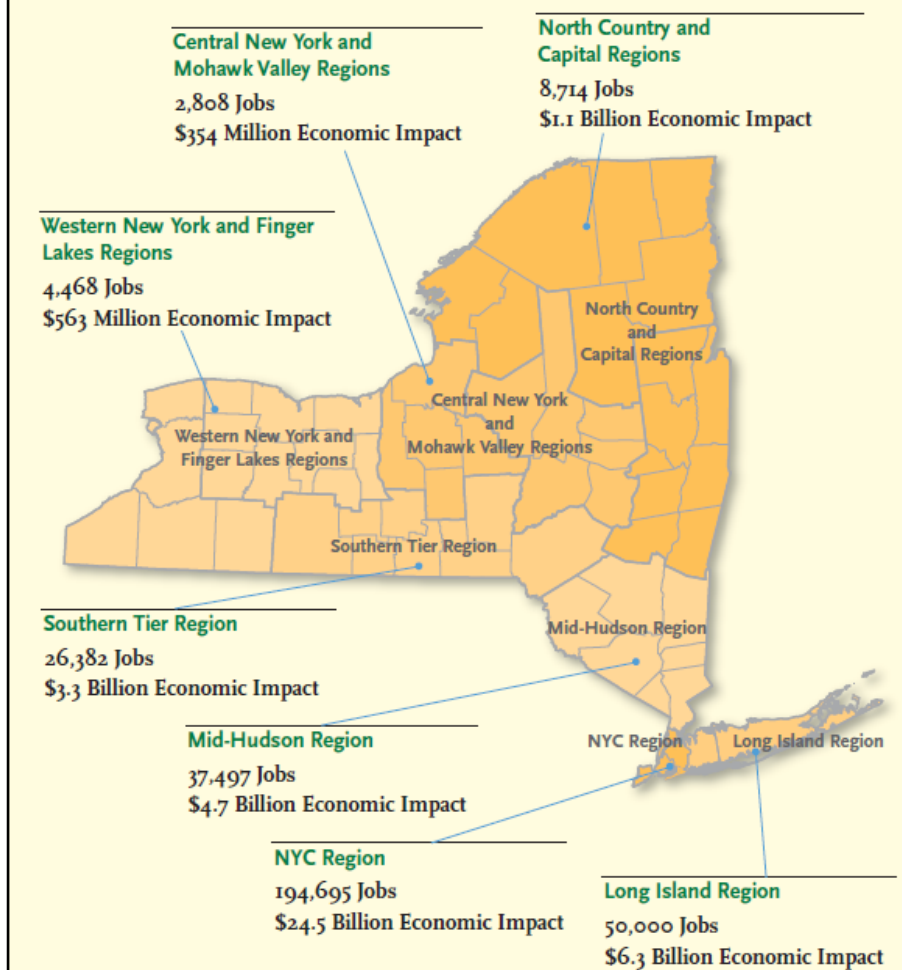 Central New York and
Mohawk Valley Regions
2,808 Jobs
$354 Million Economic Impact
North Country and
Capital Regions
8,714 Jobs
$1.1 Billion Economic Impact
Western New York and Finger
Lakes Regions
4,468 Jobs
$563 Million Economic Impact
North Country
and
Capital Regions
Central New York
and
Mohawk Valley Regions
Western New York and
Finger Lakes Regions
Southern Tier Region
Southern Tier Region
26,382 Jobs
$3.3 Billion Economic Impact
Mid-Hudson Region
Mid-Hudson Region
37,497 Jobs
$4.7 Billion Economic Impact
NYC Region
Long Island Region
NYC Region
194,695 Jobs
$24.5 Billion Economic Impact
Long Island Region
50,000 Jobs
$6.3 Billion Economic Impact